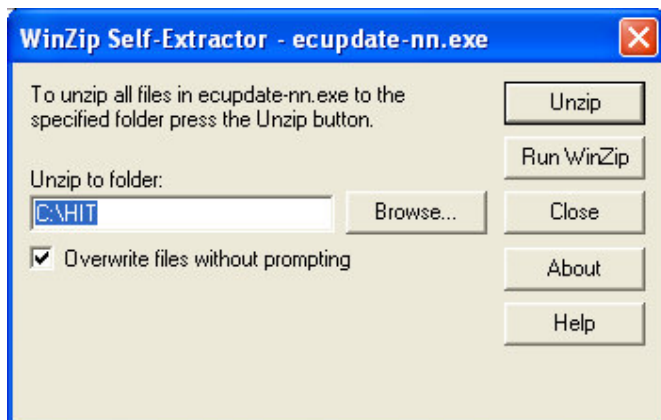 WinZip Self-Extractor - ecupdate-nn.exe
To unzip all files in ecupdate-nn.exe to the
specified folder press the Unzip button.
Unzip to folder:
C:\HIT
Browse...
Overwrite files without prompting
Unzip
Run WinZip
Close
About
Help